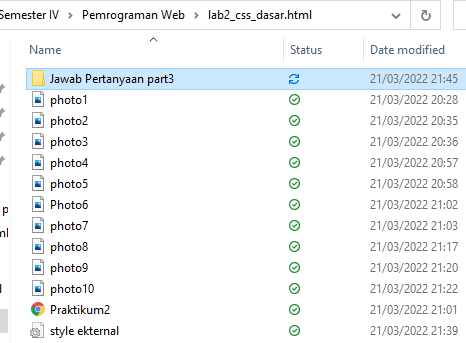 Semester IV > Pemrograman Web > lab2_css_dasar.html
Name Status Date modified
Jawab Pertanyaan part3 21/03/2022 21:45
photo1 21/03/2022 20:28
photo2 21/03/2022 20:35
photo3 21/03/2022 20:36
photo4 21/03/2022 20:57
photo5 21/03/2022 20:58
Photo6 21/03/2022 21:02
photo7 21/03/2022 21:03
photo8 21/03/2022 21:17
photo9 21/03/2022 21:20
photo10 21/03/2022 21:22
Praktikum2 21/03/2022 21:01
style ekternal 21/03/2022 21:39